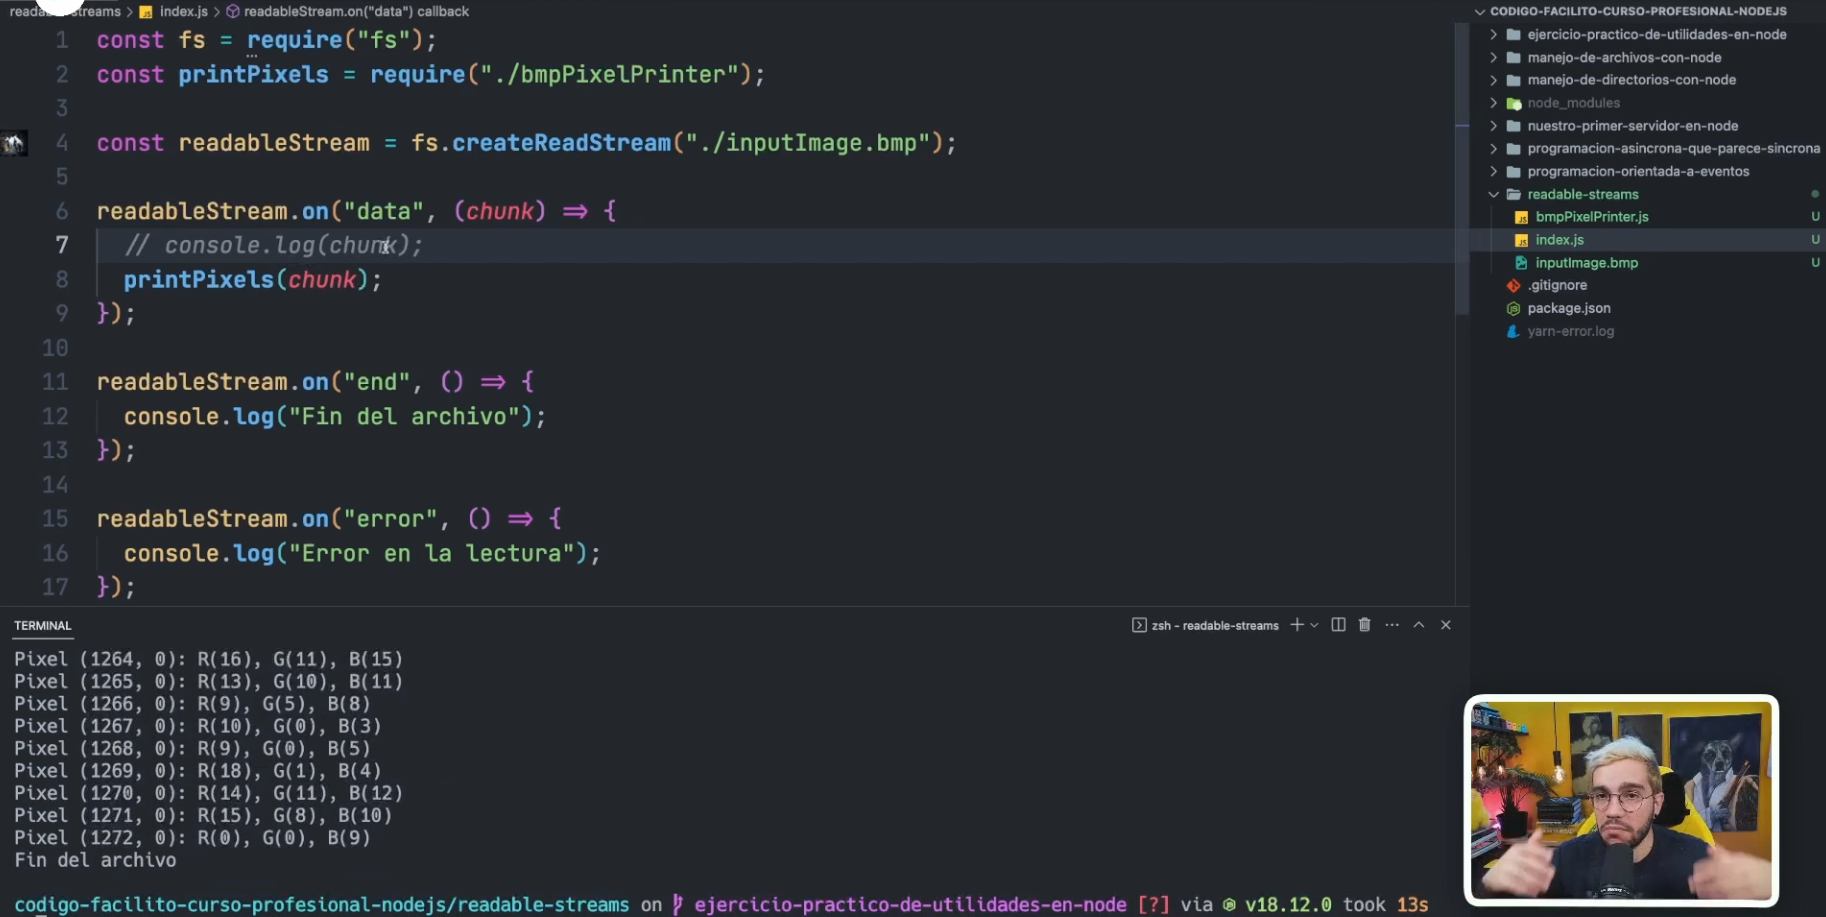 reada streams > index.js > readableStream.on("data") callback
1 const fs = require("fs");
2 const printPixels = require("./bmpPixelPrinter");
3
4 const readableStream = fs.createReadStream("./inputImage.bmp");
5
6 readableStream.on("data", (chunk) => {
7 // console.log(chunk);
8 printPixels(chunk);
9 });
10
11 readableStream.on("end", () => {
12 console.log("Fin del archivo");
13 });
14
15 readableStream.on("error", () => {
16 console.log("Error en la lectura");
17 });
CODIGO-FACILITO-CURSO-PROFESIONAL-NODEJS
ejercicio-practico-de-utilidades-en-node
manejo-de-archivos-con-node
manejo-de-directorios-con-node
node_modules
nuestro-primer-servidor-en-node
programacion-asincrona-que-parece-sincrona
programacion-orientada-a-eventos
readable-streams
JS bmpPixelPrinter.js U
JS index.js U
inputImage.bmp U
.gitignore
package.json
yarn-error.log
TERMINAL
zsh - readable-streams
Pixel (1264, 0): R(16), G(11), B(15)
Pixel (1265, 0): R(13), G(10), B(11)
Pixel (1266, 0): R(9), G(5), B(8)
Pixel (1267, 0): R(10), G(0), B(3)
Pixel (1268, 0): R(9), G(0), B(5)
Pixel (1269, 0): R(18), G(1), B(4)
Pixel (1270, 0): R(14), G(11), B(12)
Pixel (1271, 0): R(15), G(8), B(10)
Pixel (1272, 0): R(0), G(0), B(9)
Fin del archivo
codigo-facilito-curso-profesional-nodejs/readable-streams on ejercicio-practico-de-utilidades-en-node [?] via v18.12.0 took 13s